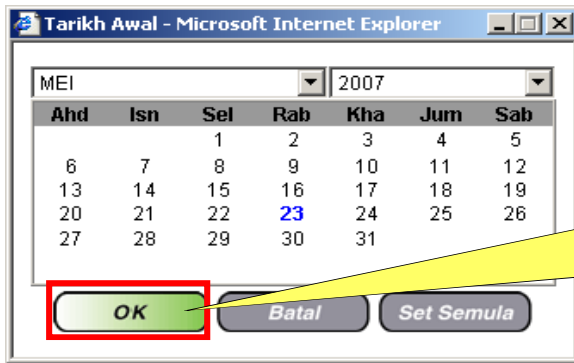 Tarikh Awal - Microsoft Internet Explorer
MEI 2007
Ahd Isn Sel Rab Kha Jum Sab
1 2 3 4 5
6 7 8 9 10 11 12
13 14 15 16 17 18 19
20 21 22 23 24 25 26
27 28 29 30 31
OK Batal Set Semula